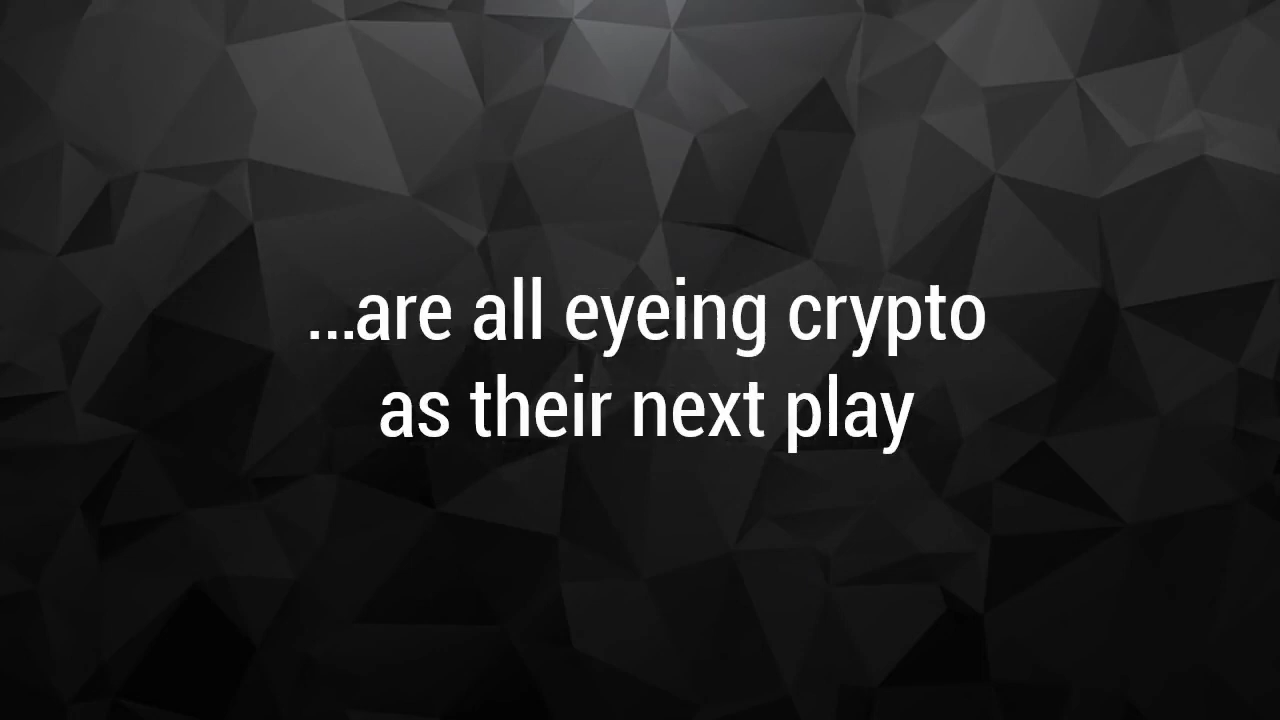 ...are all eyeing crypto
as their next play